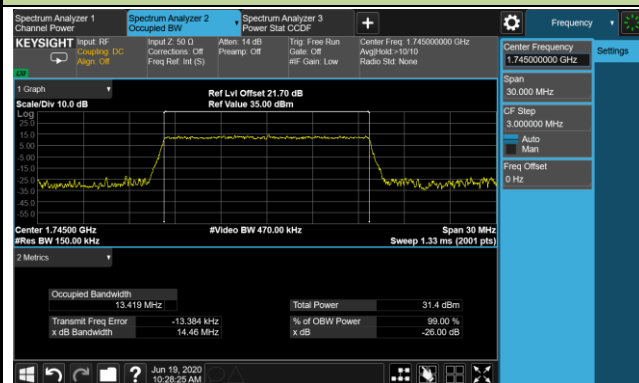 Spectrum Analyzer 1
Channel Power
Spectrum Analyzer 2
Occupied BW
Spectrum Analyzer 3
Power Stat CCDF
Frequency
KEYSIGHT
Input: RF
Coupling: DC
Align: Off
Input Z: 50 Ω
Corrections: Off
Freq Ref: Int (S)
Atten: 14 dB
Preamp: Off
Trig: Free Run
Gate: Off
#IF Gain: Low
Center Freq: 1.745000000 GHz
Avg|Hold:>10/10
Radio Std: None
LW
Center Frequency
1.745000000 GHz
Settings
Span
30.000 MHz
CF Step
3.000000 MHz
Auto
Man
Freq Offset
0 Hz
1 Graph
Scale/Div 10.0 dB
Ref Lvl Offset 21.70 dB
Ref Value 35.00 dBm
Log
25.0
15.0
5.00
-5.00
-15.0
-25.0
-35.0
-45.0
-55.0
Center 1.74500 GHz
#Res BW 150.00 kHz
#Video BW 470.00 kHz
Span 30 MHz
Sweep 1.33 ms (2001 pts)
2 Metrics
Occupied Bandwidth
13.419 MHz
Total Power 31.4 dBm
Transmit Freq Error -13.384 kHz
% of OBW Power 99.00 %
x dB Bandwidth 14.46 MHz
x dB -26.00 dB
?
Jun 19, 2020
10:28:25 AM